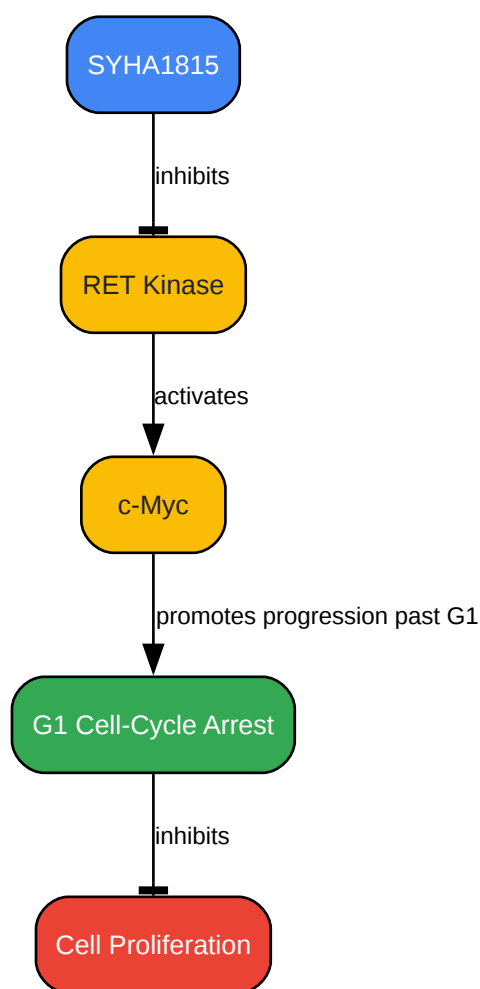 SYHA1815
inhibits
RET Kinase
activates
c-Myc
promotes progression past G1
G1 Cell-Cycle Arrest
inhibits
Cell Proliferation